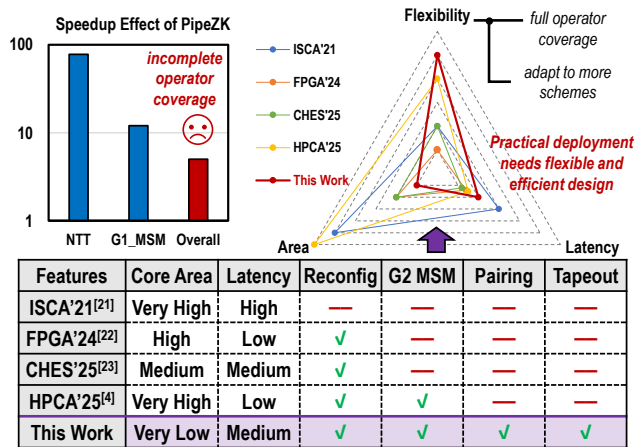 Speedup Effect of PipeZK
100
10
1
incomplete
operator
coverage
NTT G1_MSM Overall
Flexibility
full operator
coverage
adapt to more
schemes
ISCA'21
FPGA'24
CHES'25
HPCA'25
This Work
Practical deployment
needs flexible and
efficient design
Area
Latency
Features Core Area Latency Reconfig G2 MSM Pairing Tapeout
ISCA'21[21] Very High High — — — —
FPGA'24[22] High Low √ — — —
CHES'25[23] Medium Medium √ — — —
HPCA'25[4] Very High Low √ √ — —
This Work Very Low Medium √ √ √ √